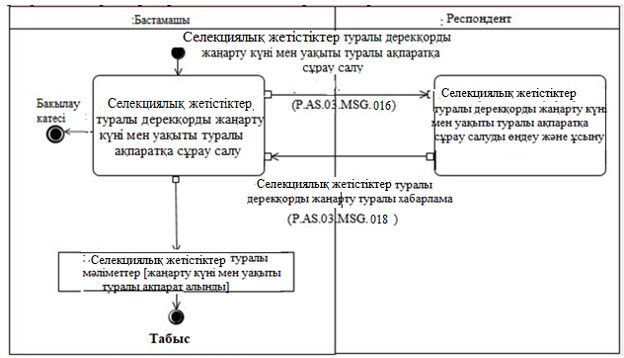 :Бастамашы
: Респондент
Селекциялық жетістіктер туралы дерекқорды
жаңарту күні мен уақыты туралы ақпаратқа
сұрау салу
Бақылау
катесі
Селекциялық жетістіктер
туралы дерекқорды жаңарту
күні мен уақыты туралы
ақпаратқа сұрау салу
(P.AS.03.MSG.016)
Селекциялық жетістіктер
туралы дерекқорды жаңарту күні
мен уақыты туралы ақпаратқа
сұрау салуды өңдеу және ұсыну
Селекциялық жетістіктер туралы
дерекқорды жаңарту туралы хабарлама
(P.AS.03.MSG.018 )
: Селекциялық жетістіктер туралы
мәліметтер [жаңарту күні мен уақыты
туралы ақпарат алынды]
Табыс